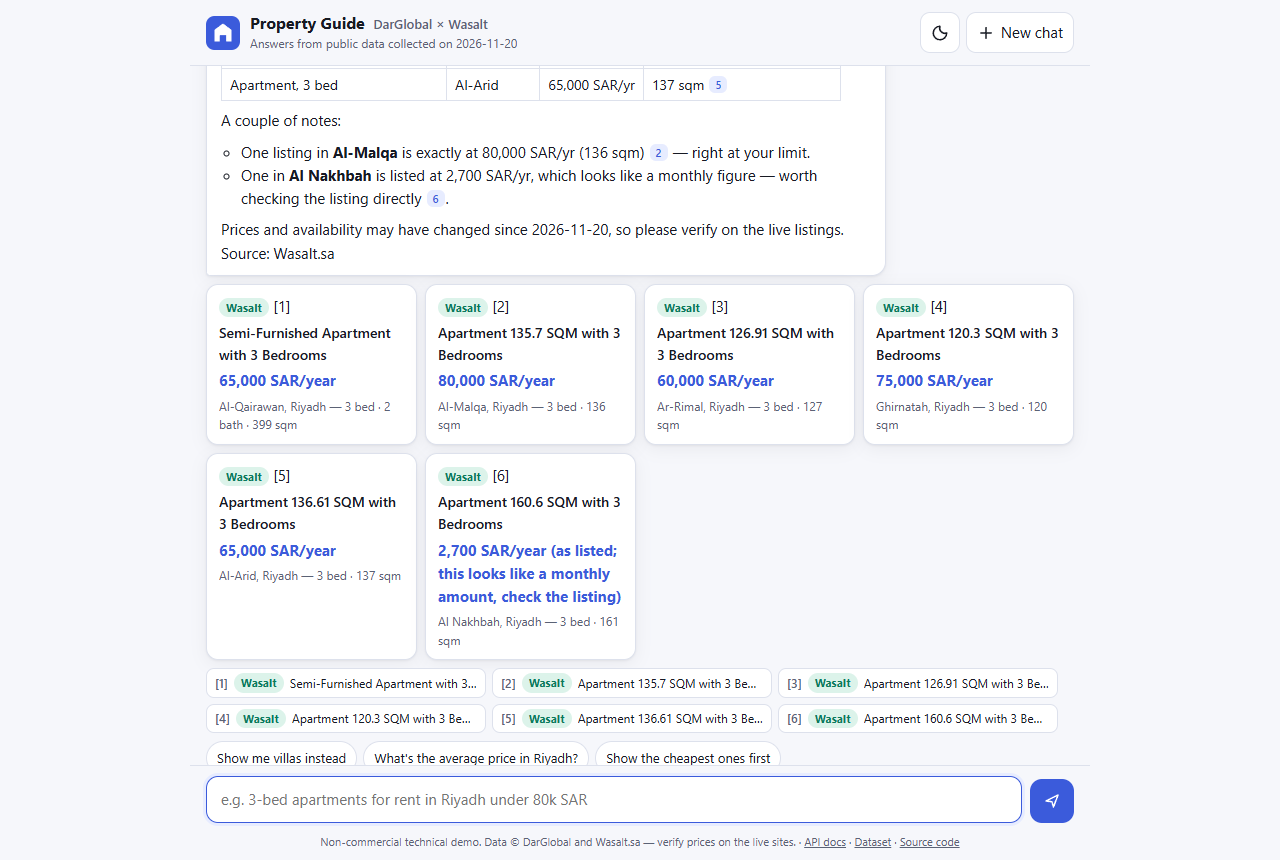 Property Guide DarGlobal × Wasalt
Answers from public data collected on 2026-11-20
New chat
Apartment, 3 bed Al-Arid 65,000 SAR/yr 137 sqm 5
A couple of notes:
One listing in Al-Malqa is exactly at 80,000 SAR/yr (136 sqm) 2 — right at your limit.
One in Al Nakhbah is listed at 2,700 SAR/yr, which looks like a monthly figure — worth
checking the listing directly 6 .
Prices and availability may have changed since 2026-11-20, so please verify on the live listings.
Source: Wasalt.sa
Wasalt [1]
Semi-Furnished Apartment
with 3 Bedrooms
65,000 SAR/year
Al-Qairawan, Riyadh — 3 bed · 2
bath · 399 sqm
Wasalt [2]
Apartment 135.7 SQM with 3
Bedrooms
80,000 SAR/year
Al-Malqa, Riyadh — 3 bed · 136
sqm
Wasalt [3]
Apartment 126.91 SQM with
3 Bedrooms
60,000 SAR/year
Ar-Rimal, Riyadh — 3 bed · 127
sqm
Wasalt [4]
Apartment 120.3 SQM with 3
Bedrooms
75,000 SAR/year
Ghirnatah, Riyadh — 3 bed · 120
sqm
Wasalt [5]
Apartment 136.61 SQM with
3 Bedrooms
65,000 SAR/year
Al-Arid, Riyadh — 3 bed · 137 sqm
Wasalt [6]
Apartment 160.6 SQM with 3
Bedrooms
2,700 SAR/year (as listed;
this looks like a monthly
amount, check the listing)
Al Nakhbah, Riyadh — 3 bed · 161
sqm
[1] Wasalt Semi-Furnished Apartment with 3...
[2] Wasalt Apartment 135.7 SQM with 3 Be...
[3] Wasalt Apartment 126.91 SQM with 3 Be...
[4] Wasalt Apartment 120.3 SQM with 3 Be...
[5] Wasalt Apartment 136.61 SQM with 3 Be...
[6] Wasalt Apartment 160.6 SQM with 3 Be...
Show me villas instead
What's the average price in Riyadh?
Show the cheapest ones first
e.g. 3-bed apartments for rent in Riyadh under 80k SAR
Non-commercial technical demo. Data © DarGlobal and Wasalt.sa — verify prices on the live sites. · API docs · Dataset · Source code